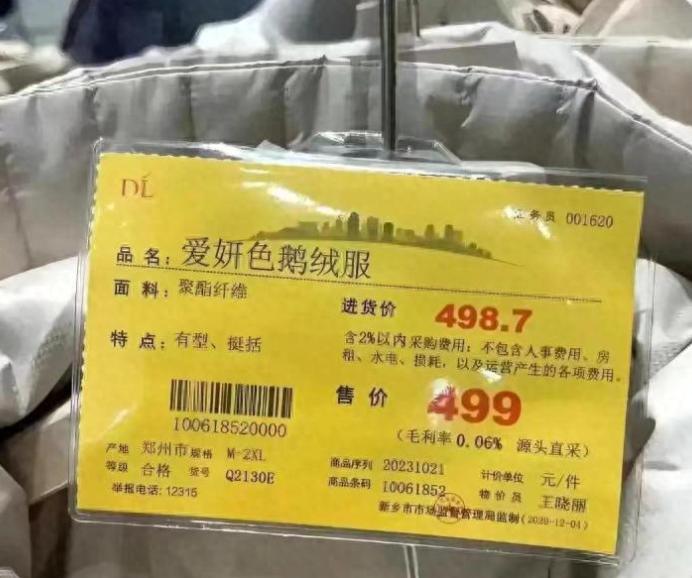 DL
业务员 001620
品名：爱妍色鹅绒服
面料：聚酯纤维
进货价 498.7
含2%以内采购费用；不包含人事费用、房
租、水电、损耗，以及运营产生的各项费用。
特点：有型、挺括
售价 499
（毛利率0.06% 源头直采）
100618520000
产地 郑州市 规格 M-2XL
等级 合格 货号 Q2130E
举报电话：12315
商品序列 20231021 计价单位 元/件
商品条码 10061852 物价员 王晓丽
新乡市市场监督管理局监制(2020-12-04)